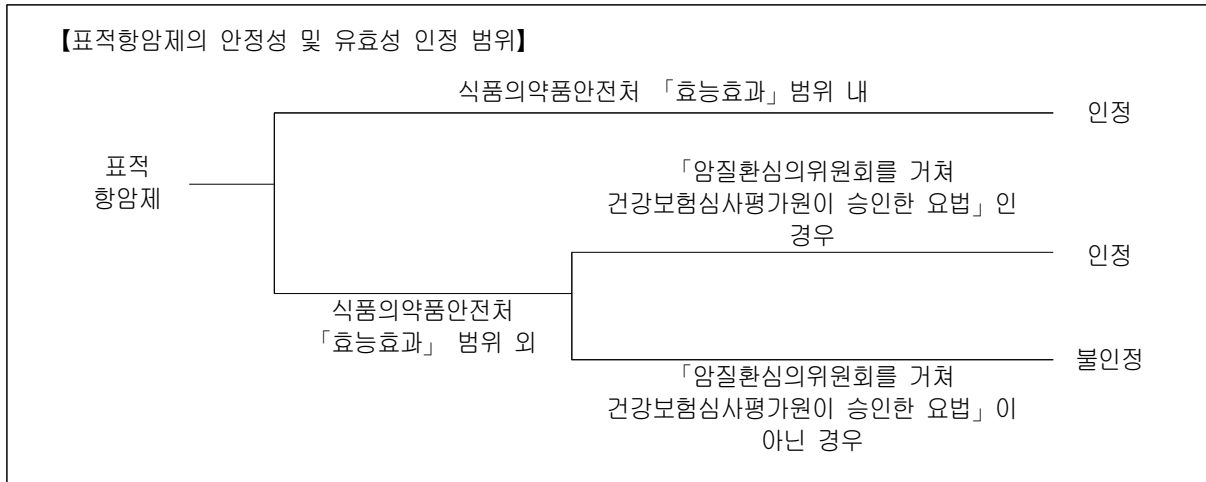 【표적항암제의 안정성 및 유효성 인정 범위】
식품의약품안전처 「효능효과」범위 내
인정
표적
항암제
「암질환심의위원회를 거쳐
건강보험심사평가원이 승인한 요법」인
경우
인정
식품의약품안전처
「효능효과」 범위 외
불인정
「암질환심의위원회를 거쳐
건강보험심사평가원이 승인한 요법」이
아닌 경우